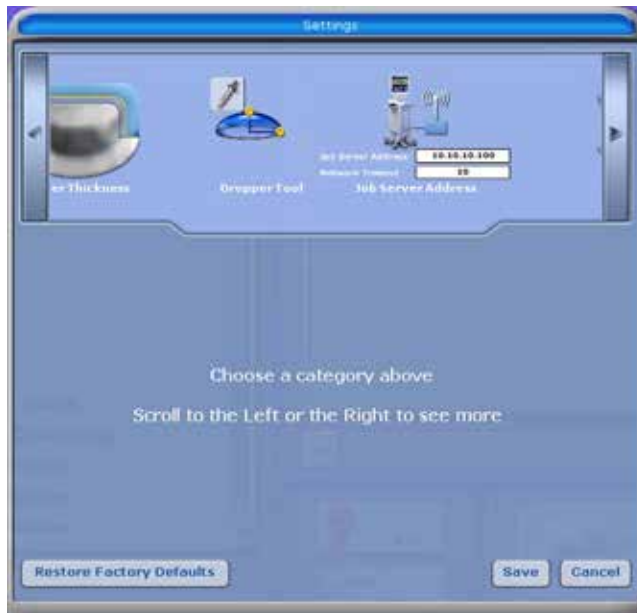 Settings
Job Server Address 10.10.10.100
Network Timeout 10
er Thickness Dropper Tool Job Server Address
Choose a category above
Scroll to the Left or the Right to see more
Restore Factory Defaults Save Cancel